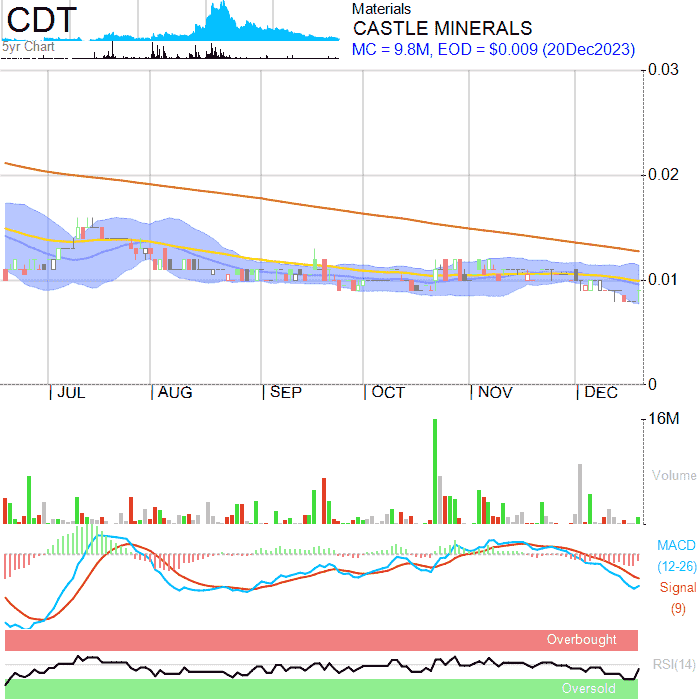 CDT
5yr Chart
Materials
CASTLE MINERALS
MC = 9.8M, EOD = $0.009 (20Dec2023)
0.03
0.02
0.01
0
JUL AUG SEP OCT NOV DEC
16M
Volume
MACD
(12-26)
Signal
(9)
Overbought
RSI(14)
Oversold